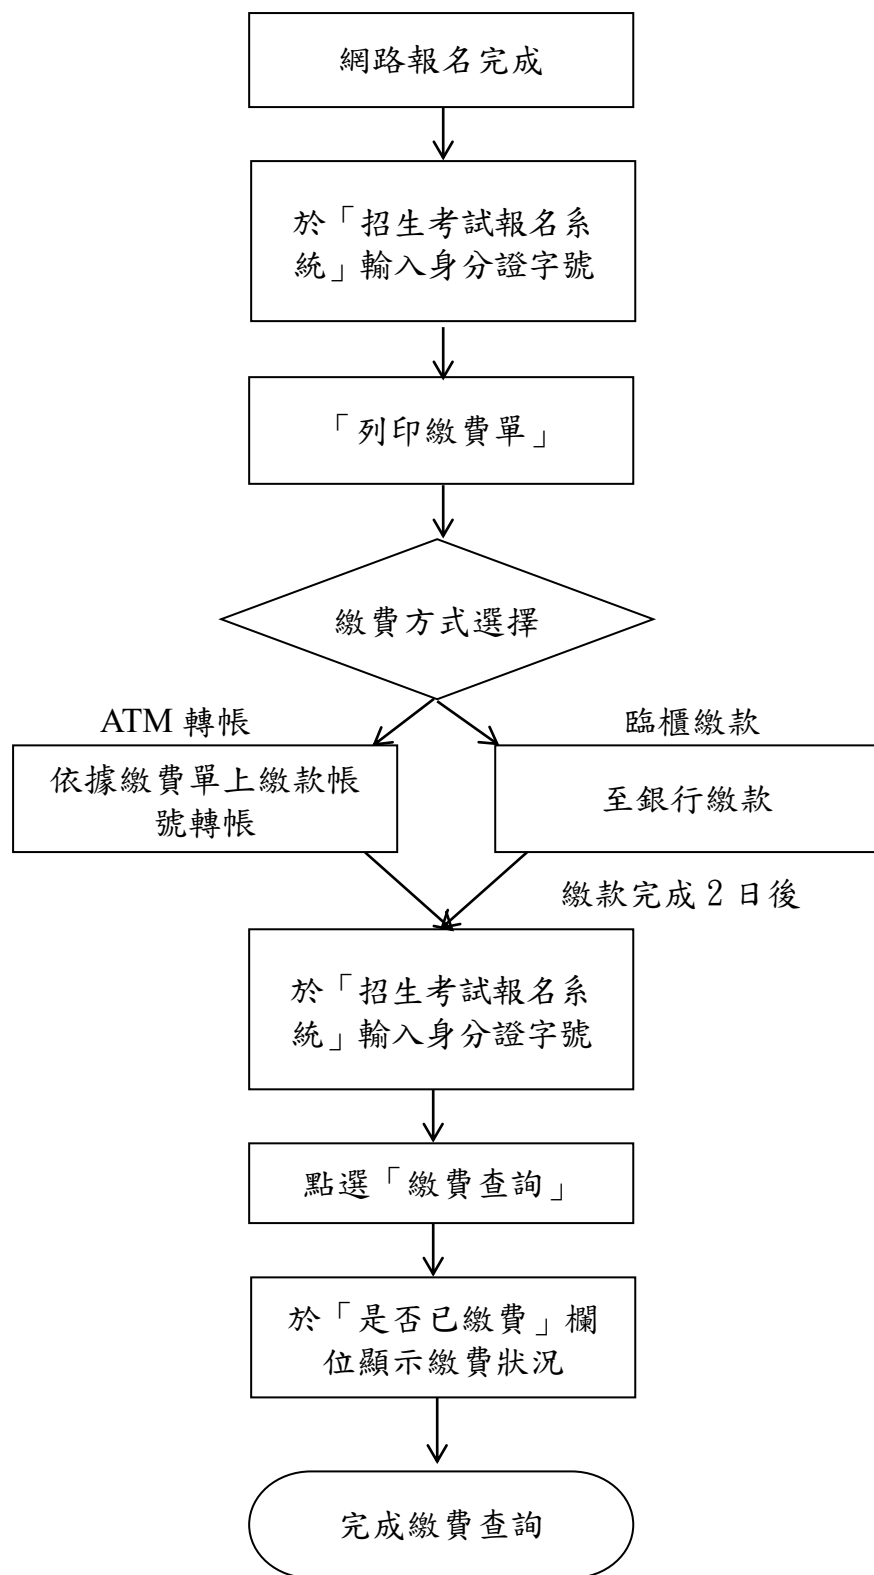 網路報名完成
於「招生考試報名系
統」輸入身分證字號
「列印繳費單」
繳費方式選擇
ATM 轉帳
臨櫃繳款
依據繳費單上繳款帳
號轉帳
至銀行繳款
繳款完成 2 日後
於「招生考試報名系
統」輸入身分證字號
點選「繳費查詢」
於「是否已繳費」欄
位顯示繳費狀況
完成繳費查詢